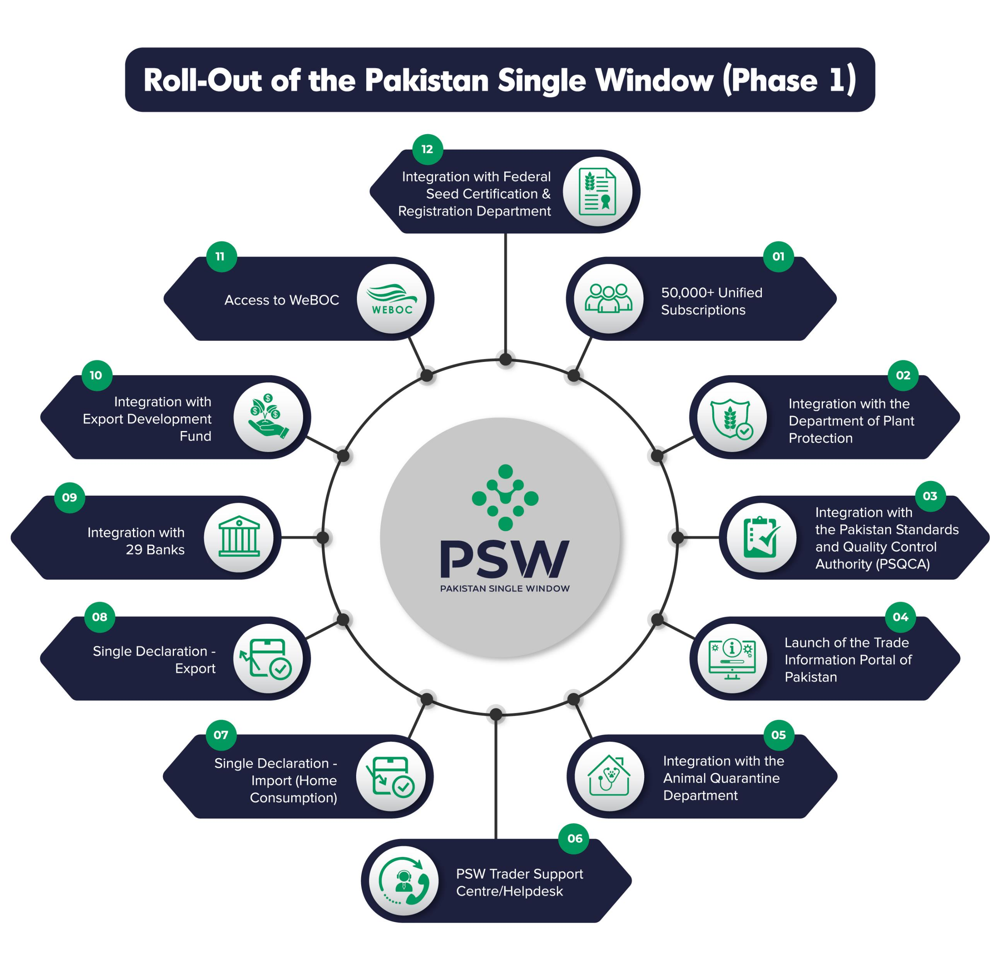 Roll-Out of the Pakistan Single Window (Phase 1)
12
Integration with Federal
Seed Certification &
Registration Department
01
50,000+ Unified
Subscriptions
02
Integration with the
Department of Plant
Protection
03
Integration with
the Pakistan Standards
and Quality Control
Authority (PSQCA)
04
Launch of the Trade
Information Portal of
Pakistan
05
Integration with the
Animal Quarantine
Department
06
PSW Trader Support
Centre/Helpdesk
07
Single Declaration -
Import (Home
Consumption)
08
Single Declaration -
Export
09
Integration with
29 Banks
10
Integration with
Export Development
Fund
$
$
$
11
Access to WeBOC
WEBOC
PSW
PAKISTAN SINGLE WINDOW